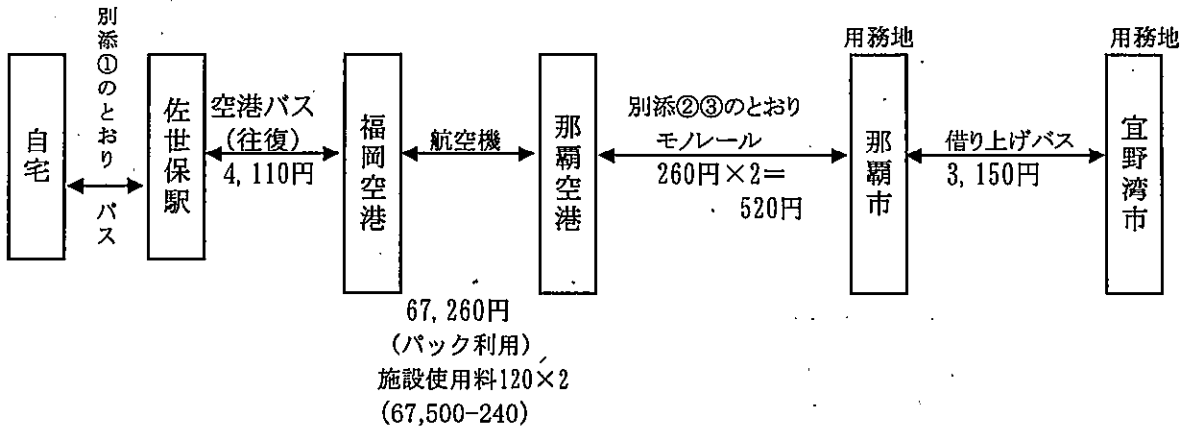 別添①のとおり
バス
自宅
佐世保駅
空港バス
(往復)
4,110円
福岡空港
航空機
67,260円
(パック利用)
施設使用料120×2
(67,500-240)
那覇空港
別添②③のとおり
モノレール
260円×2=
520円
用務地
那覇市
借り上げバス
3,150円
用務地
宜野湾市